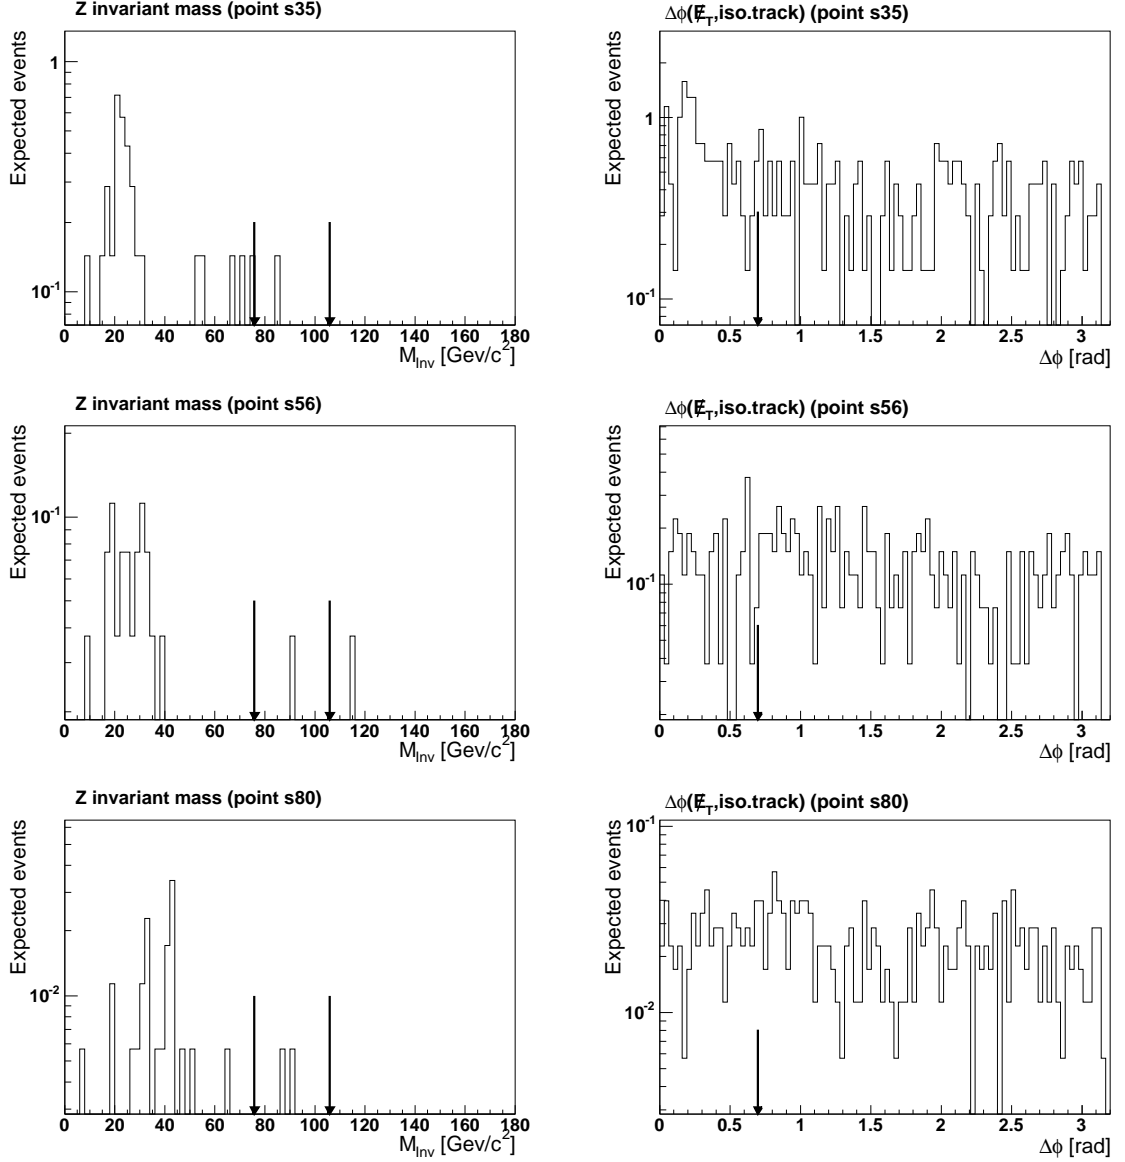 Z invariant mass (point s35)
Expected events
1
10⁻¹
0 20 40 60 80 100 120 140 160 180
M_Inv [Gev/c²]
Δϕ(E̸_T,iso.track) (point s35)
Expected events
1
10⁻¹
0 0.5 1 1.5 2 2.5 3
Δϕ [rad]
Z invariant mass (point s56)
Expected events
10⁻¹
0 20 40 60 80 100 120 140 160 180
M_Inv [Gev/c²]
Δϕ(E̸_T,iso.track) (point s56)
Expected events
10⁻¹
0 0.5 1 1.5 2 2.5 3
Δϕ [rad]
Z invariant mass (point s80)
Expected events
10⁻²
0 20 40 60 80 100 120 140 160 180
M_Inv [Gev/c²]
Δϕ(E̸_T,iso.track) (point s80)
Expected events
10⁻¹
10⁻²
0 0.5 1 1.5 2 2.5 3
Δϕ [rad]